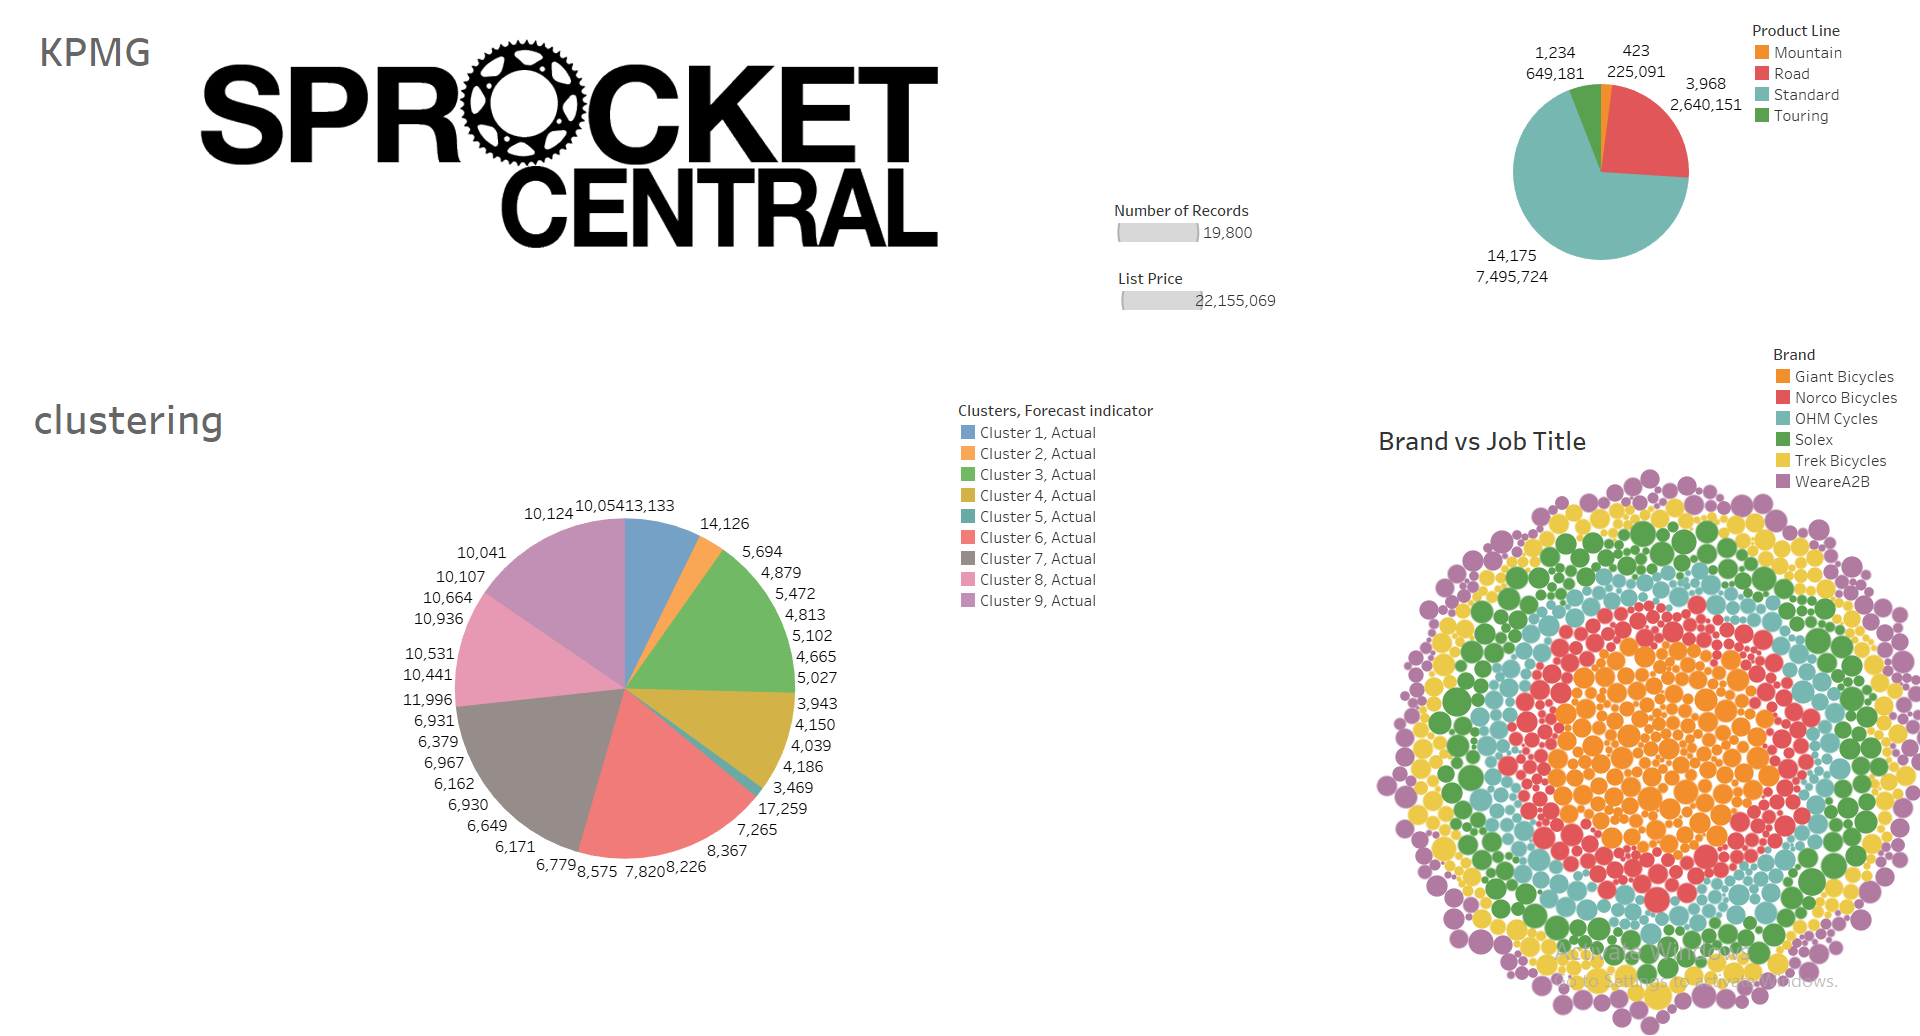 KPMG
SPROCKET
CENTRAL
Number of Records
19,800
List Price
22,155,069
1,234
649,181
423
225,091
3,968
2,640,151
14,175
7,495,724
Product Line
Mountain
Road
Standard
Touring
clustering
10,054
13,133
14,126
5,694
4,879
5,472
4,813
5,102
4,665
5,027
3,943
4,150
4,039
4,186
3,469
17,259
7,265
8,367
8,226
7,820
8,575
6,779
6,171
6,649
6,930
6,162
6,967
6,379
6,931
11,996
10,441
10,531
10,936
10,664
10,107
10,041
10,124
Clusters, Forecast indicator
Cluster 1, Actual
Cluster 2, Actual
Cluster 3, Actual
Cluster 4, Actual
Cluster 5, Actual
Cluster 6, Actual
Cluster 7, Actual
Cluster 8, Actual
Cluster 9, Actual
Brand vs Job Title
Brand
Giant Bicycles
Norco Bicycles
OHM Cycles
Solex
Trek Bicycles
WeareA2B
Activate Windows
Go to Settings to activate Windows.